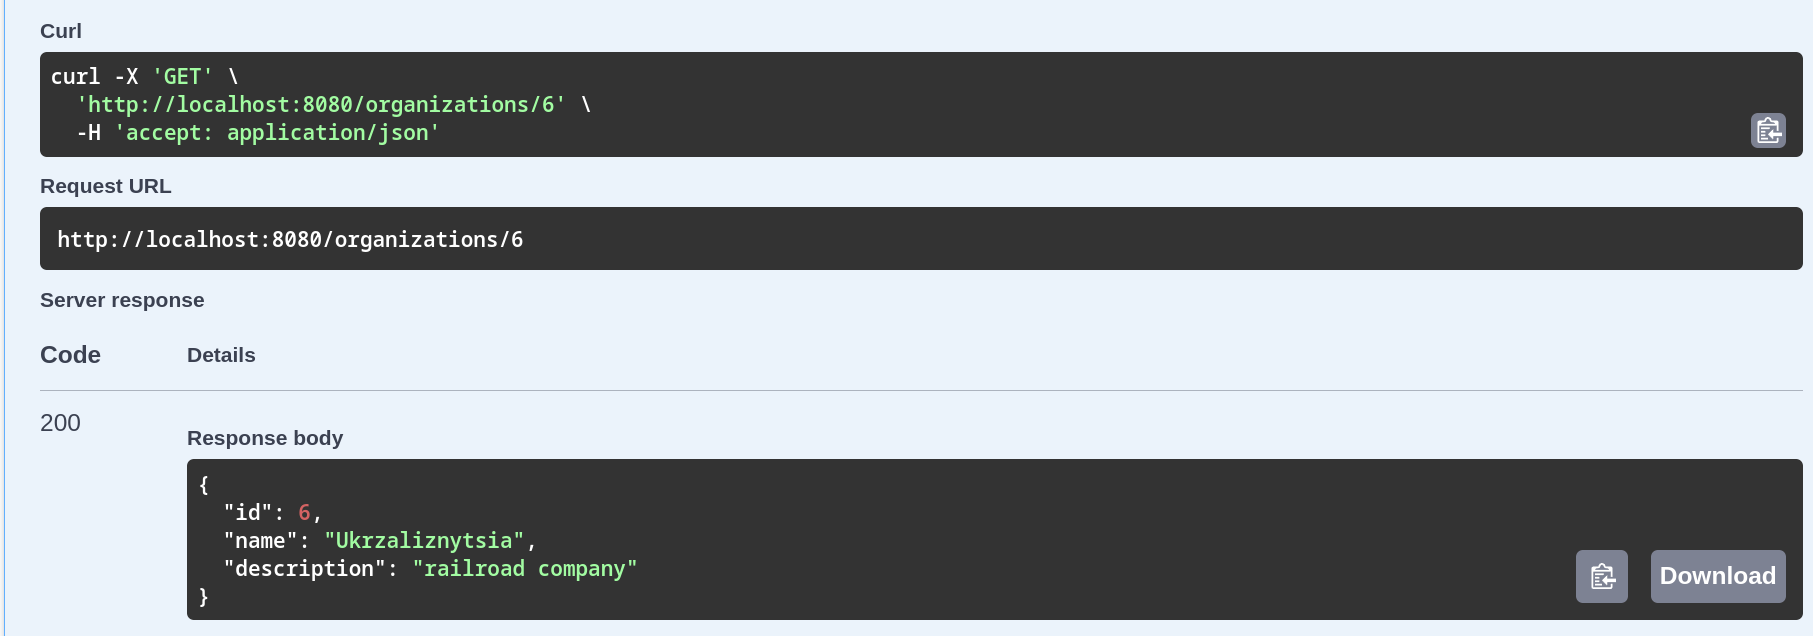 Curl
curl -X 'GET' \
  'http://localhost:8080/organizations/6' \
  -H 'accept: application/json'
Request URL
http://localhost:8080/organizations/6
Server response
Code Details
200
Response body
{
  "id": 6,
  "name": "Ukrzaliznytsia",
  "description": "railroad company"
}
Download